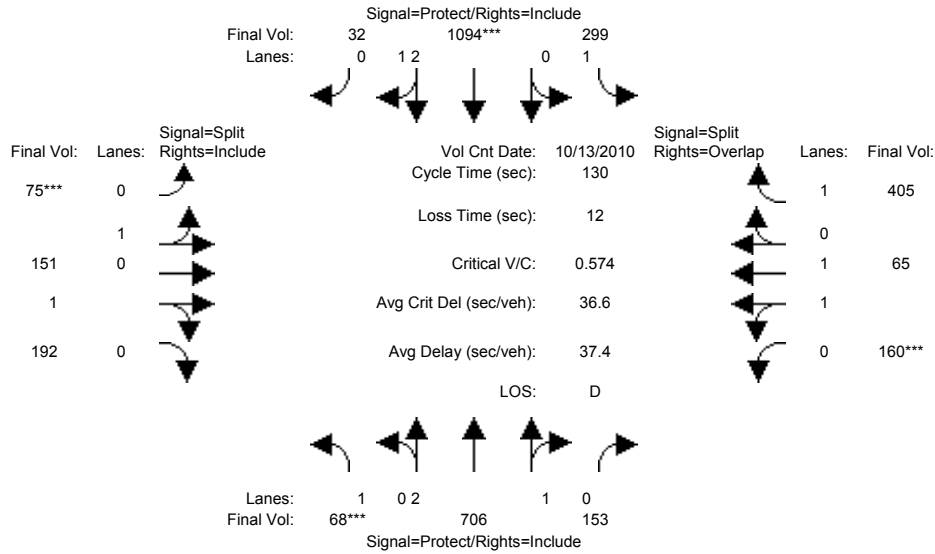 Signal=Protect/Rights=Include
Final Vol: 32 1094*** 299
Lanes: 0 1 2 0 1
Signal=Split
Final Vol: Lanes: Rights=Include
Vol Cnt Date: 10/13/2010
Signal=Split
Rights=Overlap Lanes: Final Vol:
75*** 0
Cycle Time (sec): 130
1 405
Loss Time (sec): 12
1
0
151 0
Critical V/C: 0.574
1 65
1
Avg Crit Del (sec/veh): 36.6
1
192 0
Avg Delay (sec/veh): 37.4
0 160***
LOS: D
Lanes: 1 0 2 1 0
Final Vol: 68*** 706 153
Signal=Protect/Rights=Include